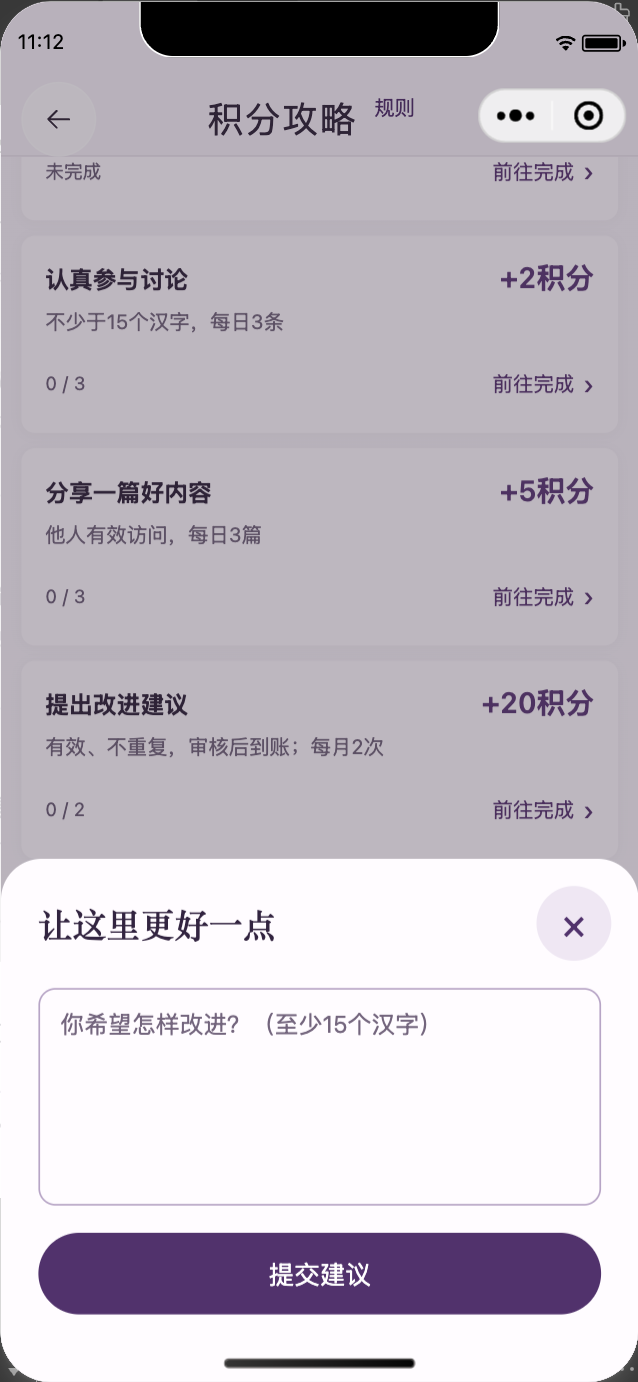 11:12
积分攻略 规则
未完成 前往完成 ›
认真参与讨论 +2积分
不少于15个汉字，每日3条
0 / 3 前往完成 ›
分享一篇好内容 +5积分
他人有效访问，每日3篇
0 / 3 前往完成 ›
提出改进建议 +20积分
有效、不重复，审核后到账；每月2次
0 / 2 前往完成 ›
让这里更好一点
你希望怎样改进？（至少15个汉字）
提交建议